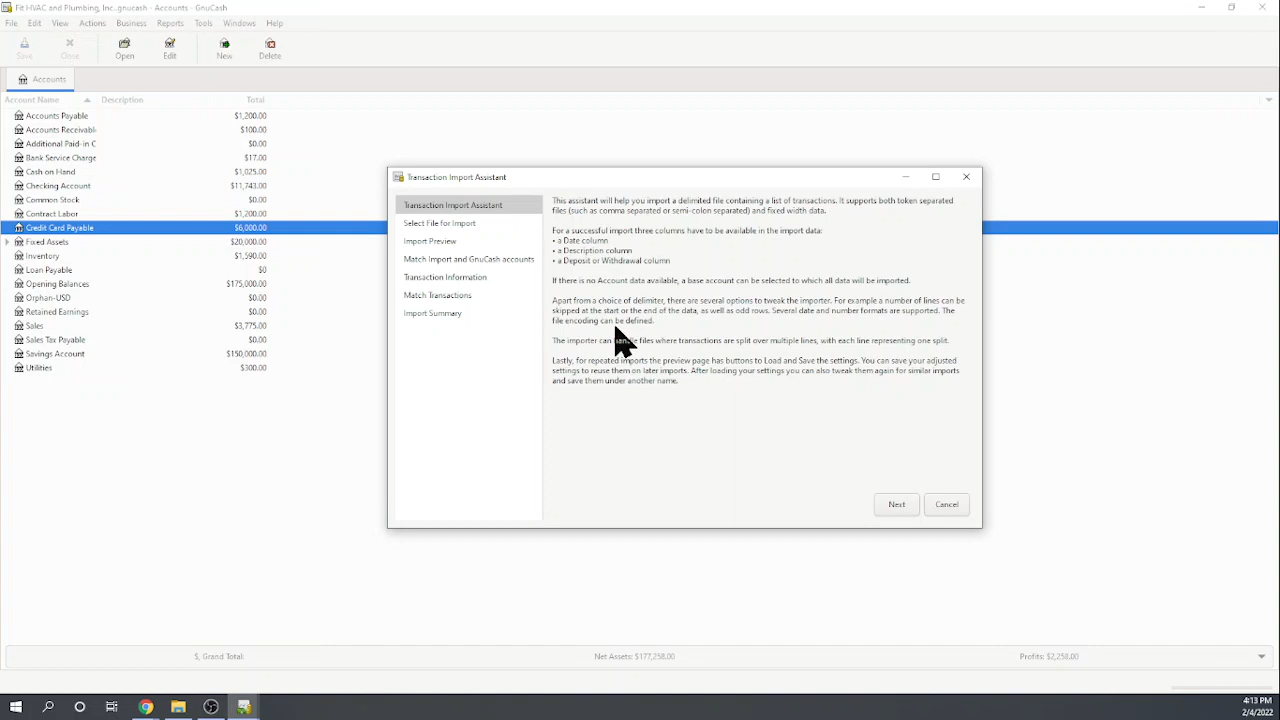 Fit HVAC and Plumbing, Inc..gnucash - Accounts - GnuCash
File Edit View Actions Business Reports Tools Windows Help
Save Close Open Edit New Delete
Accounts
Account Name Description Total
Accounts Payable $1,200.00
Accounts Receivabl $100.00
Additional Paid-in C $0.00
Bank Service Charge $17.00
Cash on Hand $1,025.00
Checking Account $11,743.00
Common Stock $0.00
Contract Labor $1,200.00
Credit Card Payable $6,000.00
Fixed Assets $20,000.00
Inventory $1,590.00
Loan Payable $0
Opening Balances $175,000.00
Orphan-USD $0.00
Retained Earnings $0.00
Sales $3,775.00
Sales Tax Payable $0.00
Savings Account $150,000.00
Utilities $300.00
Transaction Import Assistant
Transaction Import Assistant
Select File for Import
Import Preview
Match Import and GnuCash accounts
Transaction Information
Match Transactions
Import Summary
This assistant will help you import a delimited file containing a list of transactions. It supports both token separated
files (such as comma separated or semi-colon separated) and fixed width data.
For a successful import three columns have to be available in the import data:
• a Date column
• a Description column
• a Deposit or Withdrawal column
If there is no Account data available, a base account can be selected to which all data will be imported.
Apart from a choice of delimiter, there are several options to tweak the importer. For example a number of lines can be
skipped at the start or the end of the data, as well as odd rows. Several date and number formats are supported. The
file encoding can be defined.
The importer can handle files where transactions are split over multiple lines, with each line representing one split.
Lastly, for repeated imports the preview page has buttons to Load and Save the settings. You can save your adjusted
settings to reuse them on later imports. After loading your settings you can also tweak them again for similar imports
and save them under another name.
Next Cancel
$, Grand Total: Net Assets: $177,258.00 Profits: $2,258.00
4:13 PM
2/4/2022